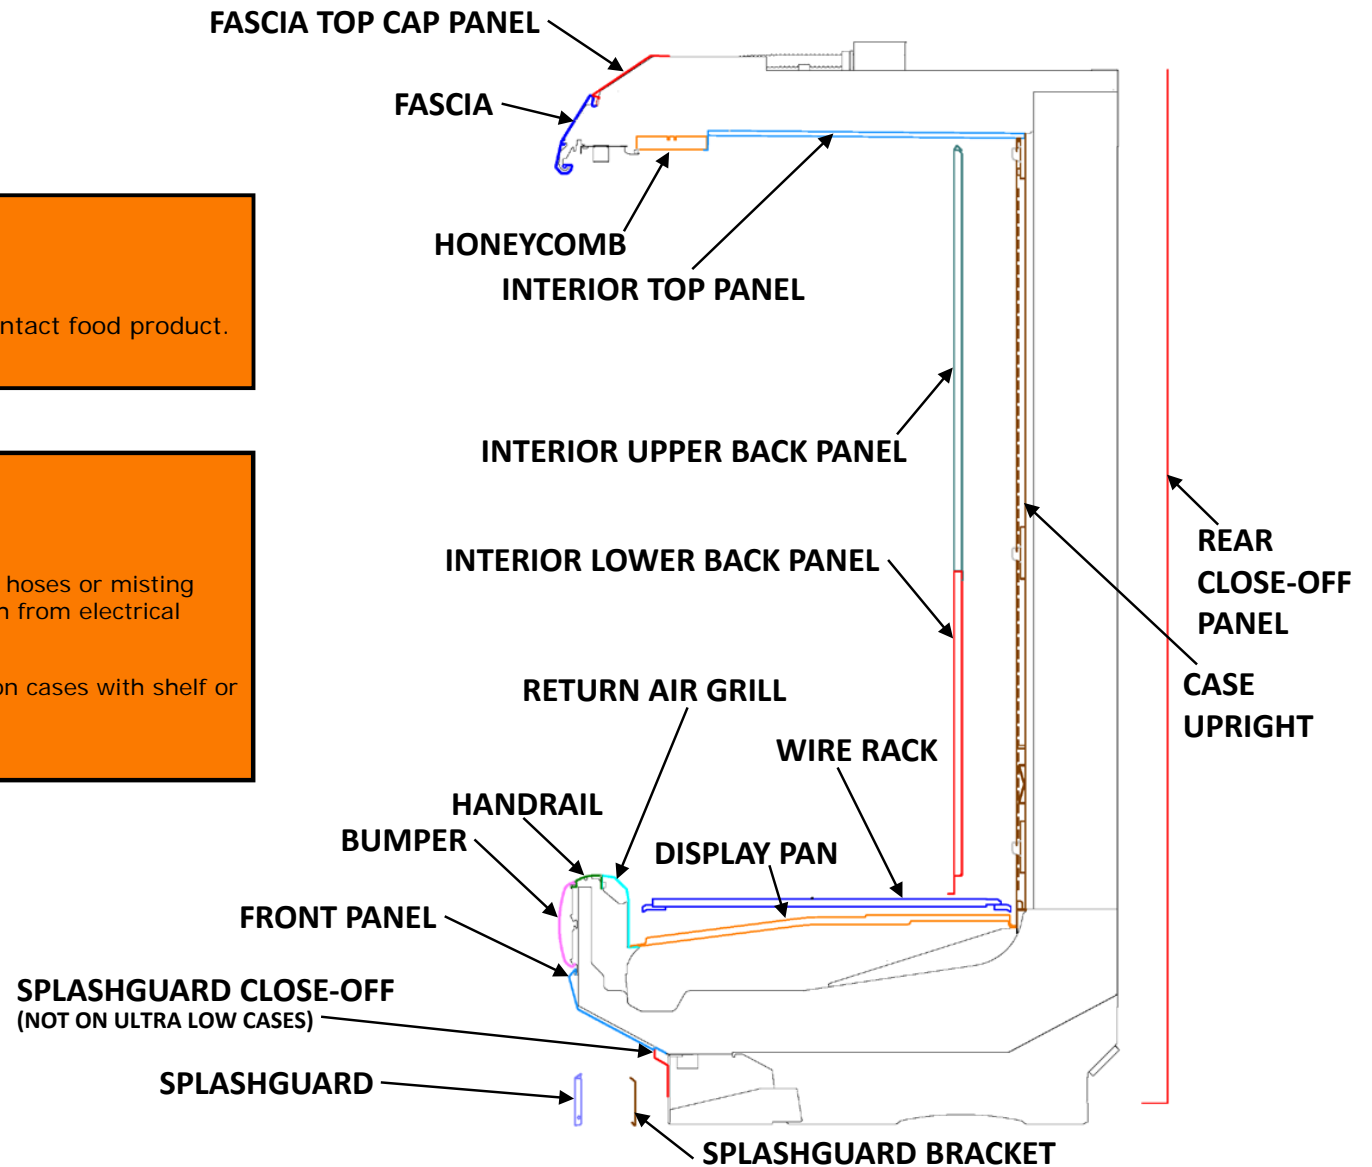 FASCIA TOP CAP PANEL
FASCIA
HONEYCOMB
INTERIOR TOP PANEL
contact food product.
INTERIOR UPPER BACK PANEL
INTERIOR LOWER BACK PANEL
REAR
CLOSE-OFF
PANEL
hoses or misting
from electrical
cases with shelf or
CASE
UPRIGHT
RETURN AIR GRILL
WIRE RACK
HANDRAIL
BUMPER
DISPLAY PAN
FRONT PANEL
SPLASHGUARD CLOSE-OFF
(NOT ON ULTRA LOW CASES)
SPLASHGUARD
SPLASHGUARD BRACKET